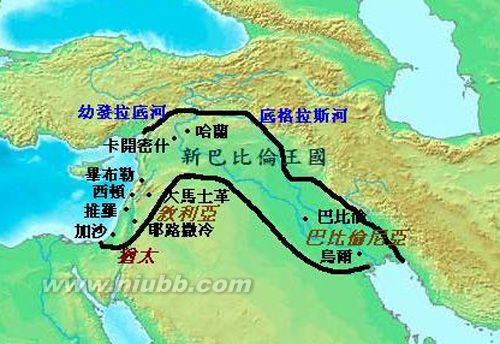 幼發拉底河
底格拉斯河
哈蘭
卡開密什
新巴比倫王國
畢布勒
西頓
大馬士革
推羅
敘利亞
巴比倫
加沙
耶路撒冷
巴比倫尼亞
猶太
烏爾
www.hiubb.com